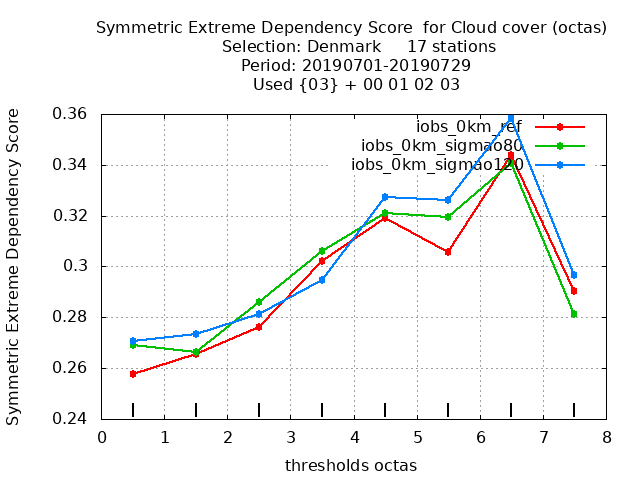 Symmetric Extreme Dependency Score  for Cloud cover (octas)
Selection: Denmark     17 stations
Period: 20190701-20190729
Used {03} + 00 01 02 03
Symmetric Extreme Dependency Score
0.36
0.34
0.32
0.3
0.28
0.26
0.24
iobs_0km_ref
iobs_0km_sigmao80
iobs_0km_sigmao120
0 1 2 3 4 5 6 7 8
thresholds octas